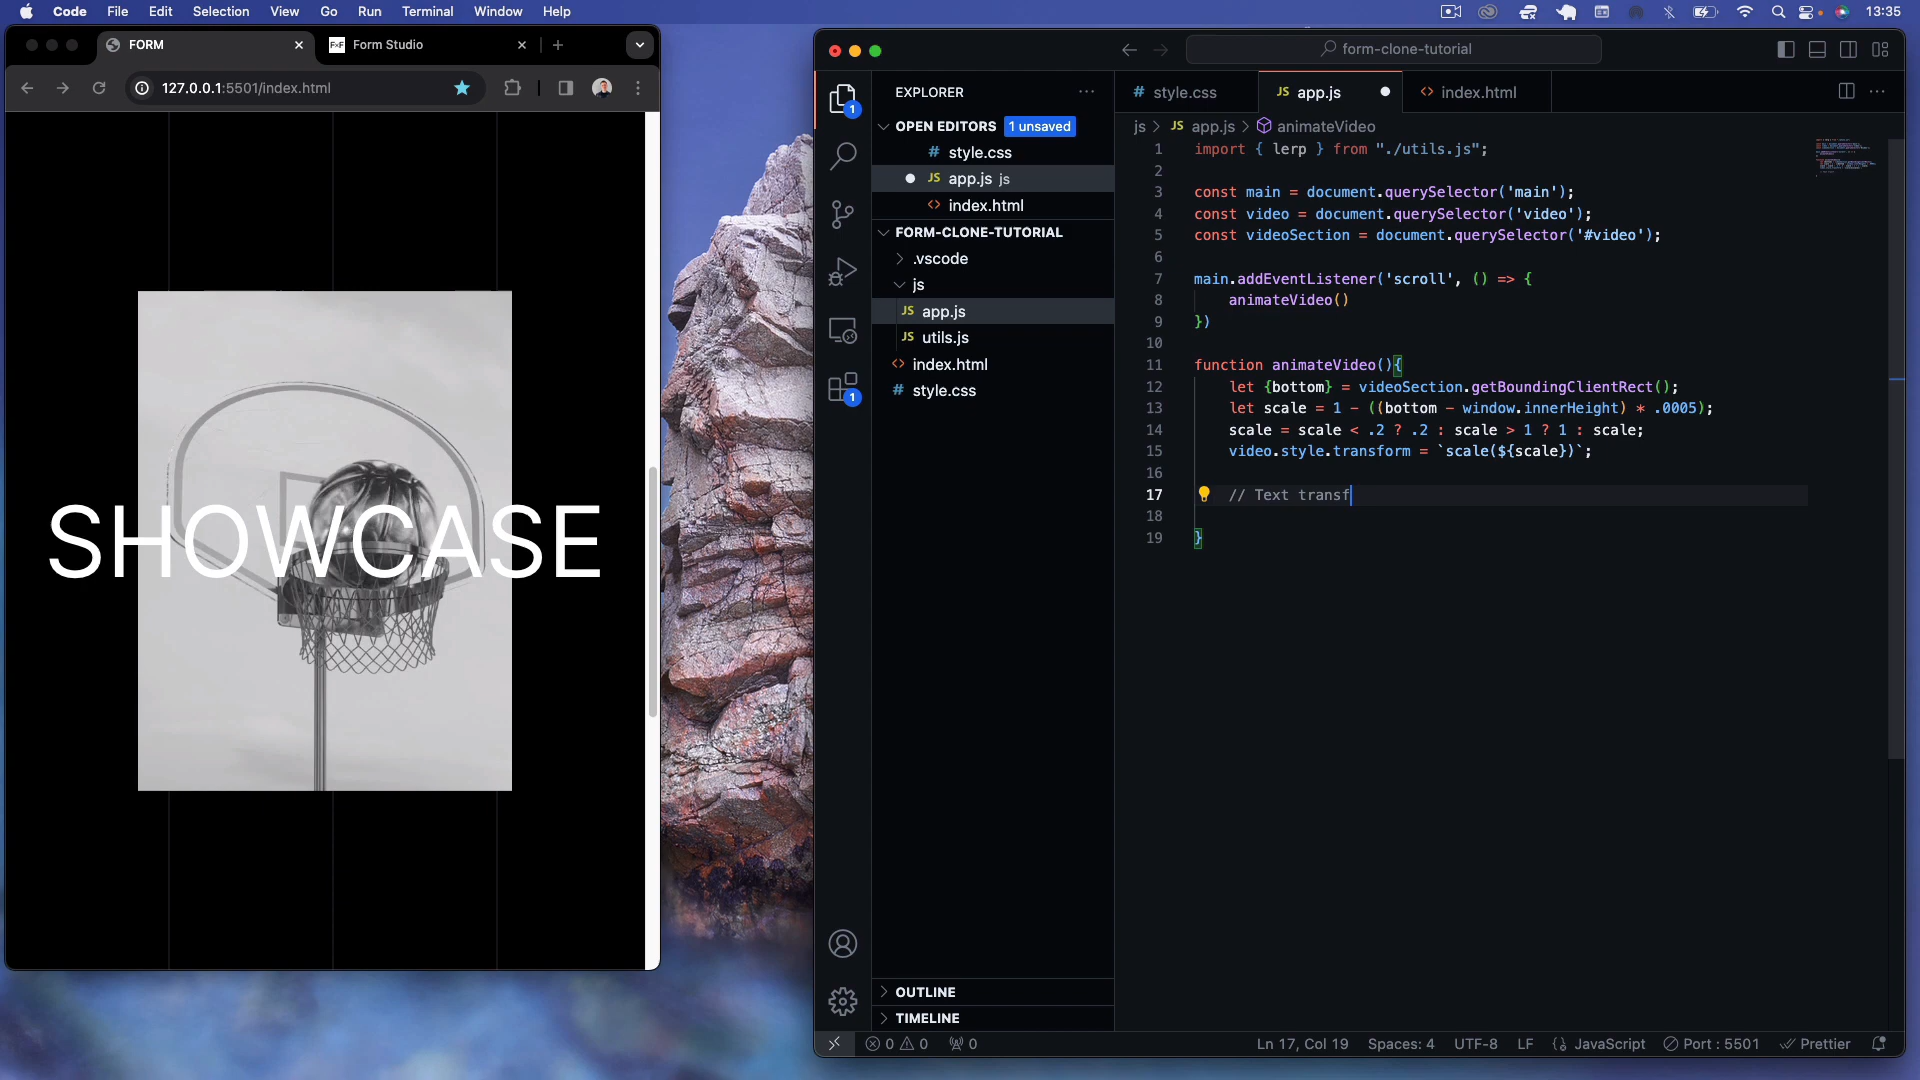 Code File Edit Selection View Go Run Terminal Window Help 13:35
FORM
F×F Form Studio
127.0.0.1:5501/index.html
SHOWCASE
form-clone-tutorial
1
1
EXPLORER
OPEN EDITORS 1 unsaved
# style.css
JS app.js js
<> index.html
FORM-CLONE-TUTORIAL
.vscode
js
JS app.js
JS utils.js
<> index.html
# style.css
OUTLINE
TIMELINE
# style.css JS app.js <> index.html
js > JS app.js > animateVideo
1 import { lerp } from "./utils.js";
2
3 const main = document.querySelector('main');
4 const video = document.querySelector('video');
5 const videoSection = document.querySelector('#video');
6
7 main.addEventListener('scroll', () => {
8 animateVideo()
9 })
10
11 function animateVideo(){
12 let {bottom} = videoSection.getBoundingClientRect();
13 let scale = 1 - ((bottom - window.innerHeight) * .0005);
14 scale = scale < .2 ? .2 : scale > 1 ? 1 : scale;
15 video.style.transform = `scale(${scale})`;
16
17 // Text transf
18
19 }
0 0 0 Ln 17, Col 19 Spaces: 4 UTF-8 LF {} JavaScript Port : 5501 Prettier